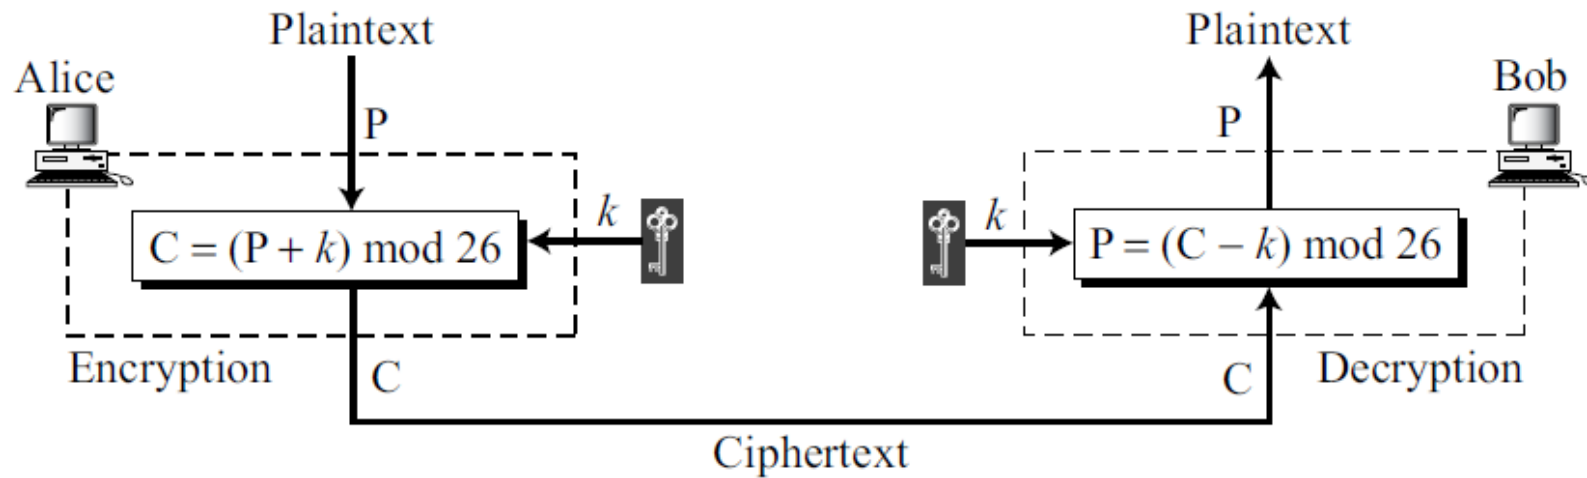 Plaintext
Plaintext
Alice
Bob
P
P
k
k
C = (P + k) mod 26
P = (C − k) mod 26
Encryption
C
C
Decryption
Ciphertext